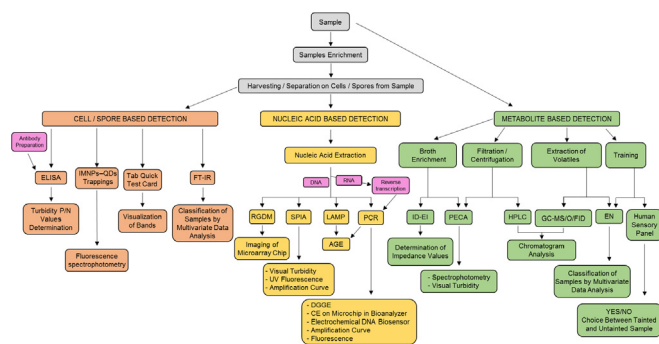 Sample
Samples Enrichment
Harvesting / Separation on Cells / Spores from Sample
CELL / SPORE BASED DETECTION
NUCLEIC ACID BASED DETECTION
METABOLITE BASED DETECTION
Antibody
Preparation
ELISA
IMNPs–QDs
Trappings
Tab Quick
Test Card
FT-IR
Turbidity P/N
Values
Determination
Fluorescence
spectrophotometry
Visualization
of Bands
Classification of
Samples by
Multivariate Data
Analysis
Nucleic Acid Extraction
DNA
RNA
Reverse
transcription
RGDM
SPIA
LAMP
PCR
Imaging of
Microarray Chip
AGE
- Visual Turbidity
- UV Fluorescence
- Amplification Curve
- DGGE
- CE on Microchip in Bioanalyzer
- Electrochemical DNA Biosensor
- Amplification Curve
- Fluorescence
Broth
Enrichment
Filtration /
Centrifugation
Extraction of
Volatiles
Training
ID-EI
PECA
HPLC
GC-MS/O/FID
EN
Human
Sensory
Panel
Determination of
Impedance Values
Chromatogram
Analysis
- Spectrophotometry
- Visual Turbidity
Classification of
Samples by Multivariate
Data Analysis
YES/NO
Choice Between Tainted
and Untainted Sample